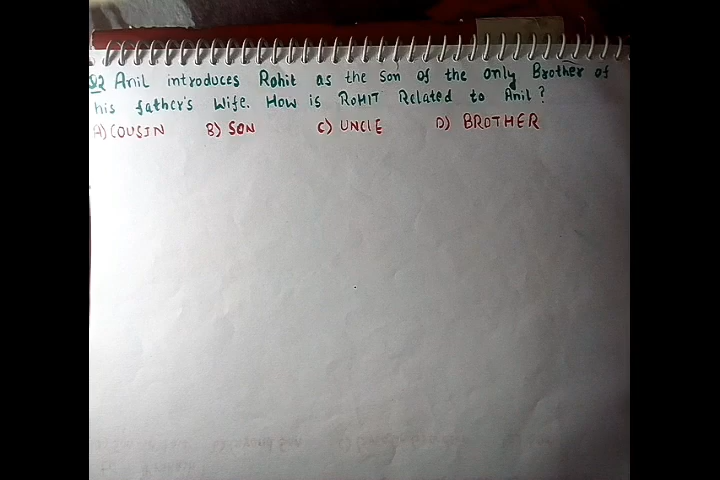 Q2 Anil introduces Rohit as the son of the only Brother of
his father's Wife. How is ROHIT Related to Anil?
A) COUSIN B) SON C) UNCLE D) BROTHER